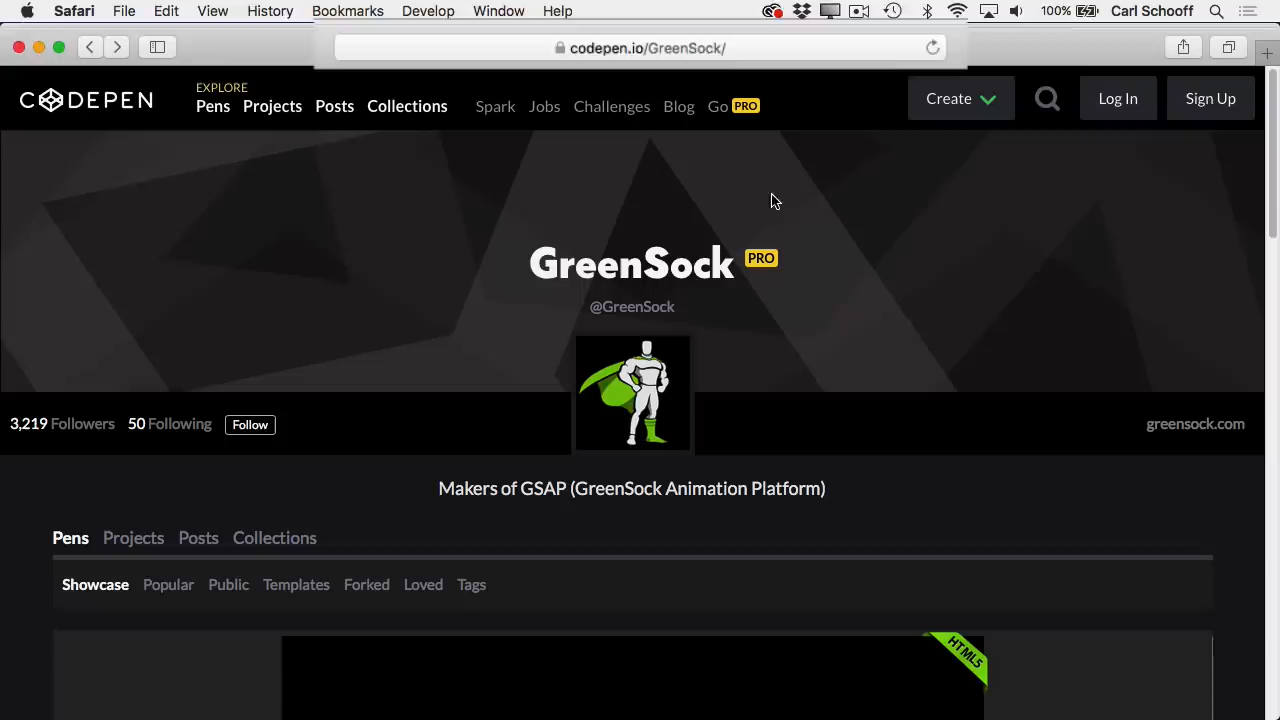 Safari File Edit View History Bookmarks Develop Window Help 100% Carl Schooff
codepen.io/GreenSock/
CODEPEN
EXPLORE
Pens Projects Posts Collections Spark Jobs Challenges Blog Go PRO
Create Log In Sign Up
GreenSock PRO
@GreenSock
3,219 Followers 50 Following Follow
greensock.com
Makers of GSAP (GreenSock Animation Platform)
Pens Projects Posts Collections
Showcase Popular Public Templates Forked Loved Tags
HTML5